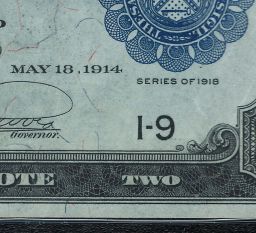 MAY 18, 1914.
SERIES OF 1918
Governor.
I-9
OTE TWO